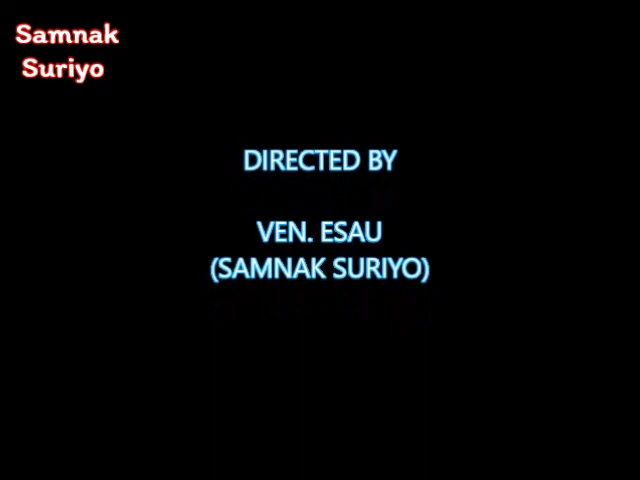 Samnak
Suriyo
DIRECTED BY
VEN. ESAU
(SAMNAK SURIYO)